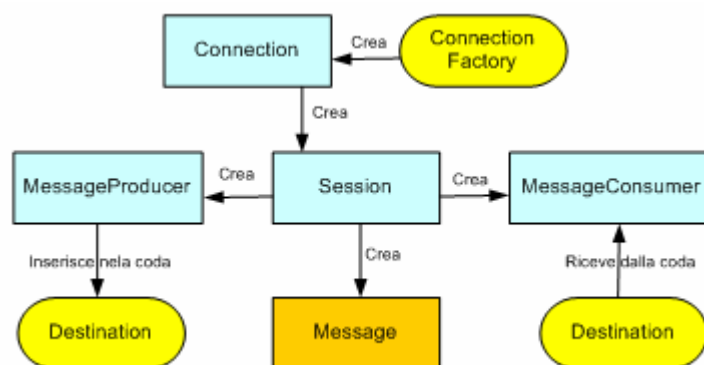 Connection
Crea
Connection
Factory
Crea
MessageProducer
Crea
Session
Crea
MessageConsumer
Inserisce nela coda
Crea
Riceve dalla coda
Destination
Message
Destination